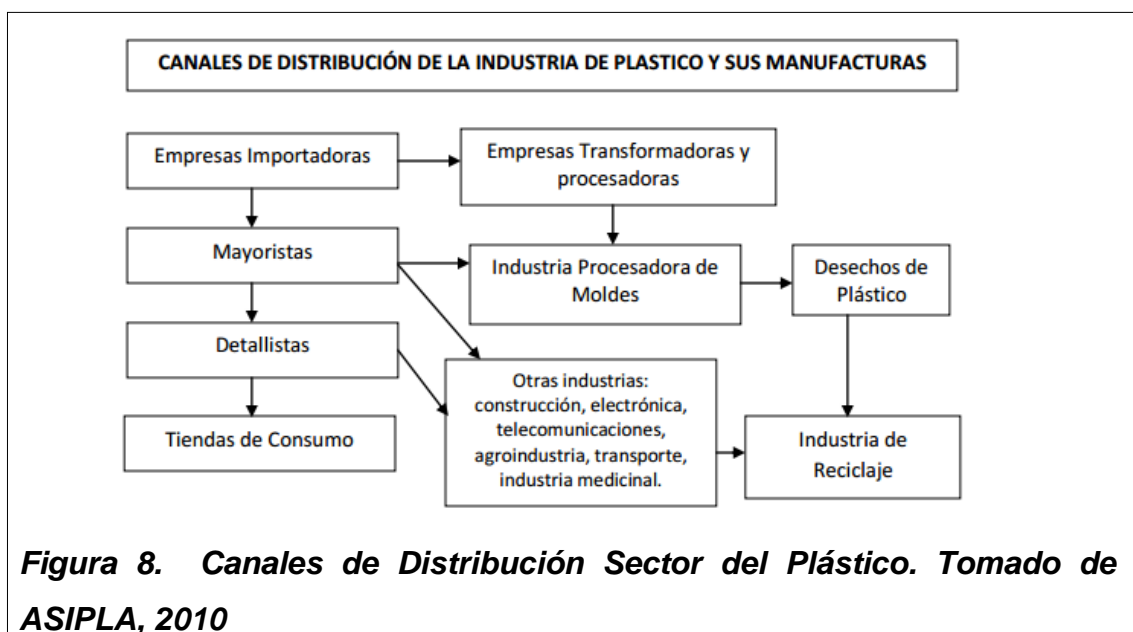 CANALES DE DISTRIBUCIÓN DE LA INDUSTRIA DE PLASTICO Y SUS MANUFACTURAS
Empresas Importadoras
Empresas Transformadoras y
procesadoras
Mayoristas
Industria Procesadora de
Moldes
Desechos de
Plástico
Detallistas
Otras industrias:
construcción, electrónica,
telecomunicaciones,
agroindustria, transporte,
industria medicinal.
Tiendas de Consumo
Industria de
Reciclaje
Figura 8. Canales de Distribución Sector del Plástico. Tomado de
ASIPLA, 2010